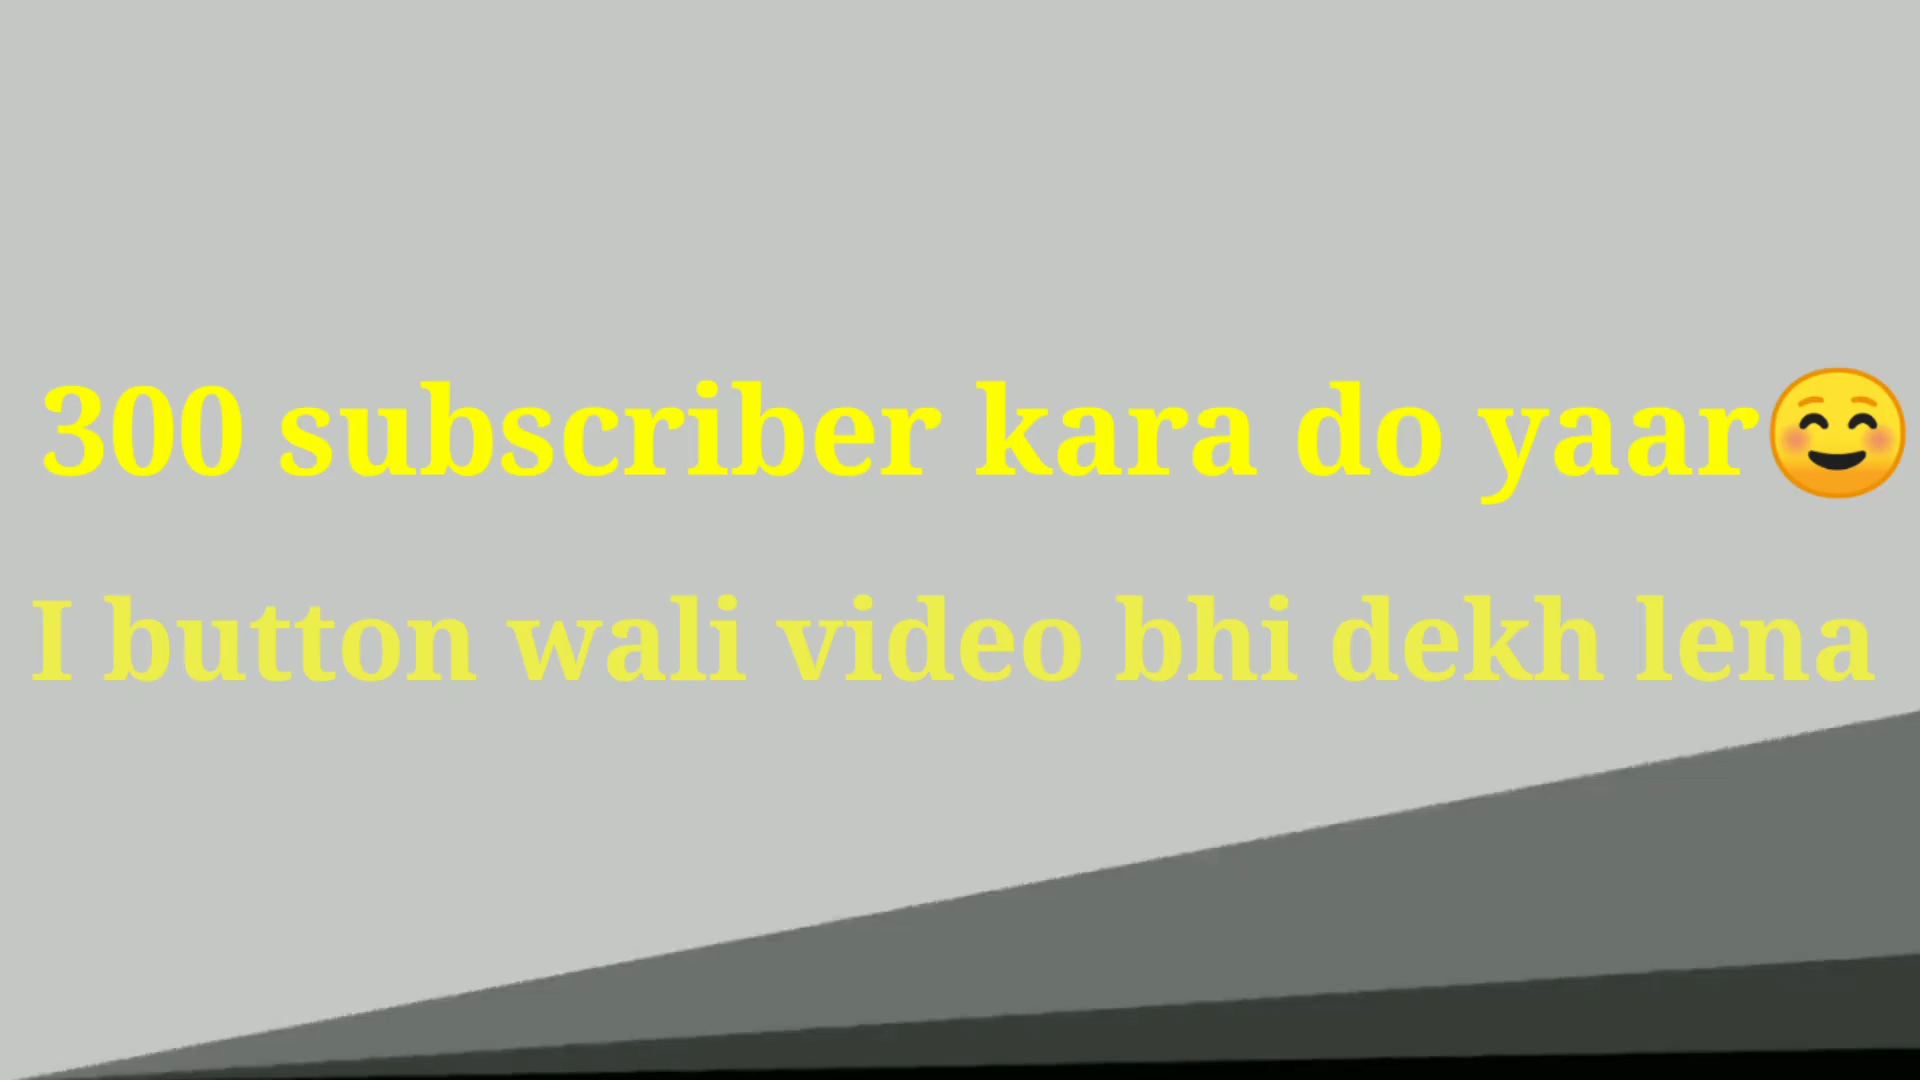 300 subscriber kara do yaar☺️
I button wali video bhi dekh lena